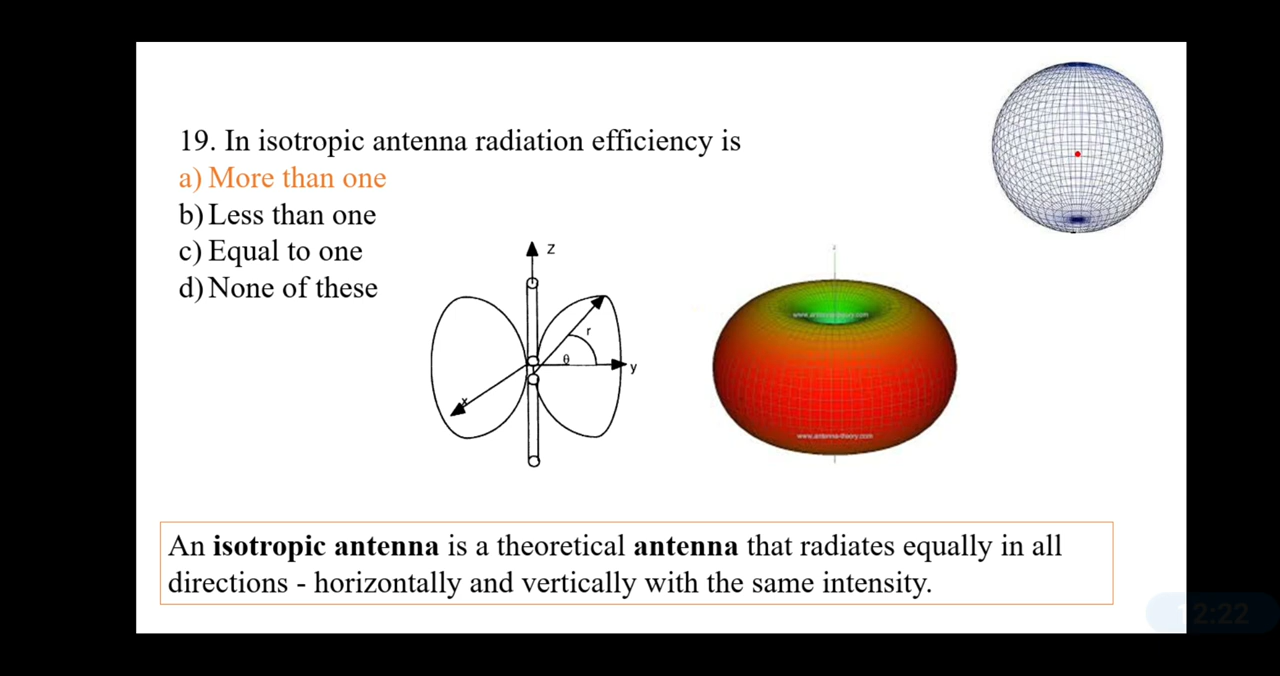 19. In isotropic antenna radiation efficiency is
a) More than one
b) Less than one
c) Equal to one
d) None of these
z
r
θ
y
x
z
www.antenna-theory.com
www.antenna-theory.com
An isotropic antenna is a theoretical antenna that radiates equally in all
directions - horizontally and vertically with the same intensity.
12:22